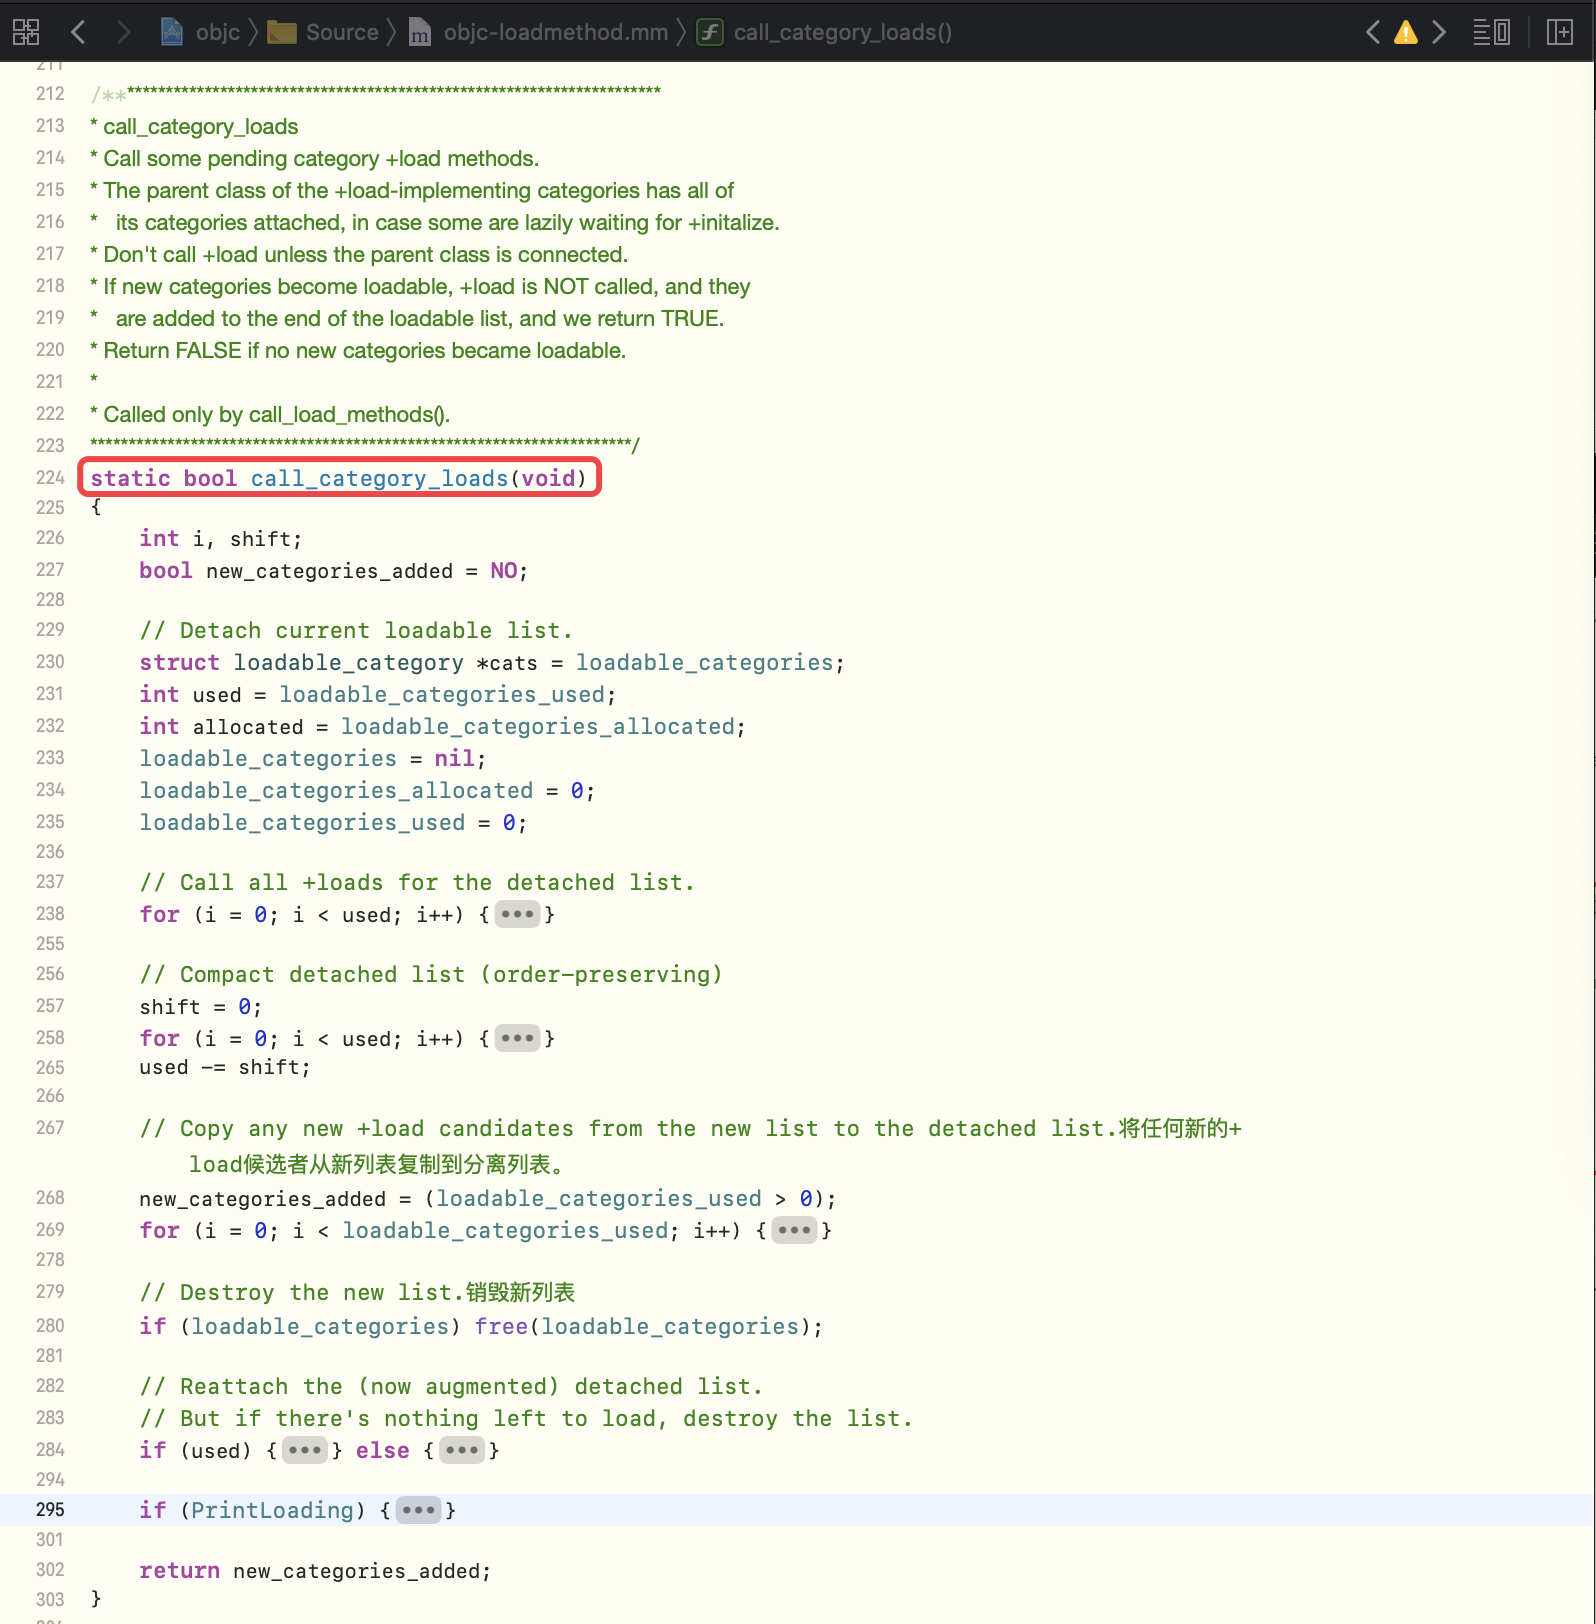 objc Source objc-loadmethod.mm call_category_loads()
211
212 /**********************************************************************
213 * call_category_loads
214 * Call some pending category +load methods.
215 * The parent class of the +load-implementing categories has all of
216 *   its categories attached, in case some are lazily waiting for +initalize.
217 * Don't call +load unless the parent class is connected.
218 * If new categories become loadable, +load is NOT called, and they
219 *   are added to the end of the loadable list, and we return TRUE.
220 * Return FALSE if no new categories became loadable.
221 *
222 * Called only by call_load_methods().
223 **********************************************************************/
224 static bool call_category_loads(void)
225 {
226     int i, shift;
227     bool new_categories_added = NO;
228
229     // Detach current loadable list.
230     struct loadable_category *cats = loadable_categories;
231     int used = loadable_categories_used;
232     int allocated = loadable_categories_allocated;
233     loadable_categories = nil;
234     loadable_categories_allocated = 0;
235     loadable_categories_used = 0;
236
237     // Call all +loads for the detached list.
238     for (i = 0; i < used; i++) {•••}
255
256     // Compact detached list (order-preserving)
257     shift = 0;
258     for (i = 0; i < used; i++) {•••}
265     used -= shift;
266
267     // Copy any new +load candidates from the new list to the detached list.将任何新的+
        load候选者从新列表复制到分离列表。
268     new_categories_added = (loadable_categories_used > 0);
269     for (i = 0; i < loadable_categories_used; i++) {•••}
278
279     // Destroy the new list.销毁新列表
280     if (loadable_categories) free(loadable_categories);
281
282     // Reattach the (now augmented) detached list.
283     // But if there's nothing left to load, destroy the list.
284     if (used) {•••} else {•••}
294
295     if (PrintLoading) {•••}
301
302     return new_categories_added;
303 }